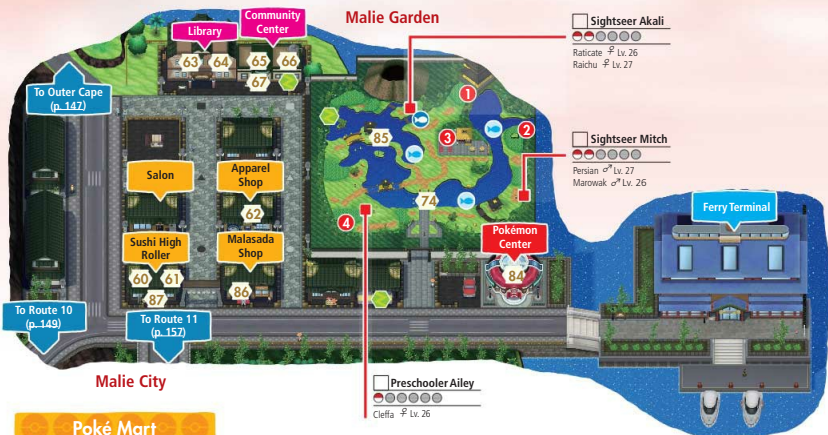 Malie Garden
Community
Center
Library
63 64 65 66
67
To Outer Cape
(p. 147)
Sightseer Akali
Raticate ♀ Lv. 26
Raichu ♀ Lv. 27
1
2
3
85
Sightseer Mitch
Persian ♂ Lv. 27
Marowak ♂ Lv. 26
Salon
Apparel
Shop
62
74
4
Ferry Terminal
Sushi High
Roller
60 61
87
Malasada
Shop
86
Pokémon
Center
84
To Route 10
(p. 149)
To Route 11
(p. 157)
Malie City
Preschooler Ailey
Cleffa ♀ Lv. 26
Poké Mart